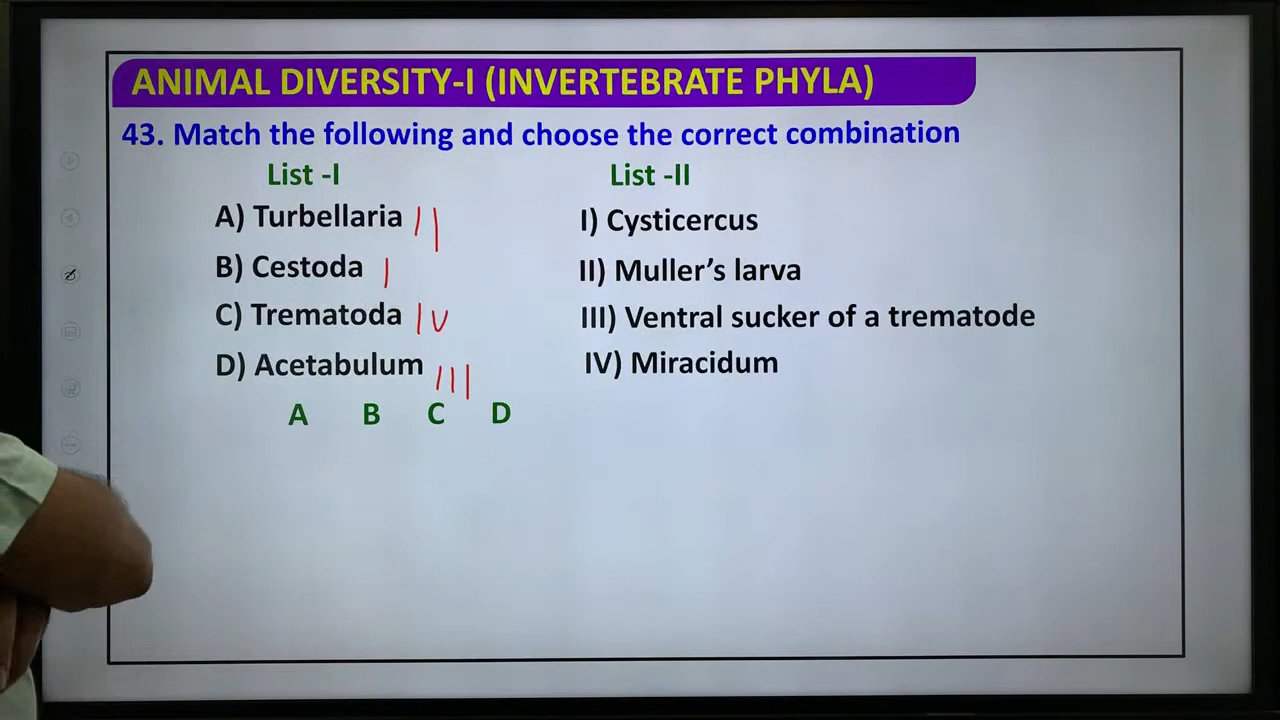 ANIMAL DIVERSITY-I (INVERTEBRATE PHYLA)
43. Match the following and choose the correct combination
List -I List -II
A) Turbellaria II I) Cysticercus
B) Cestoda I II) Muller’s larva
C) Trematoda IV III) Ventral sucker of a trematode
D) Acetabulum III IV) Miracidum
A B C D